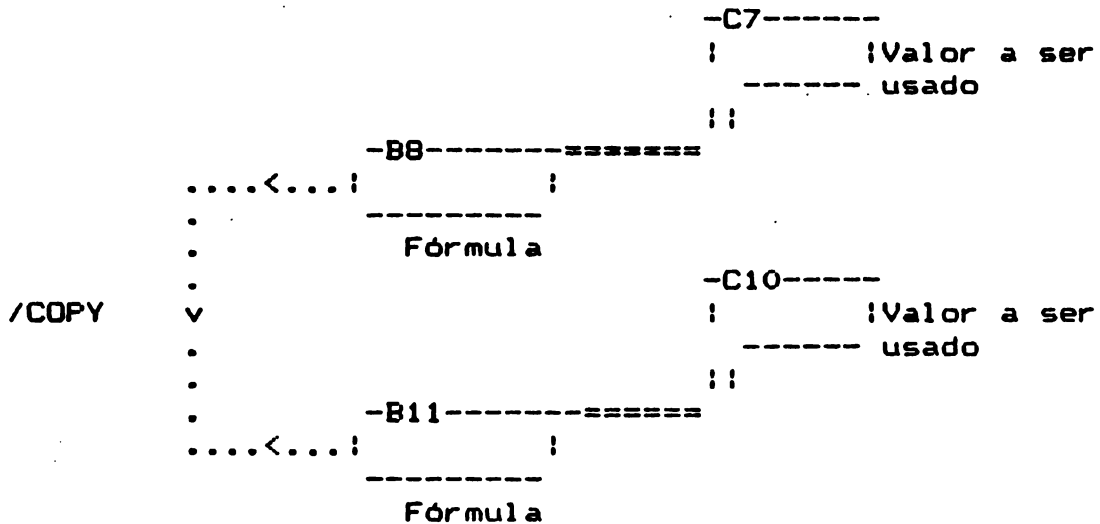 -C7------
¦ ¦Valor a ser
------ usado
¦¦
-B8-------=======
....<...¦ ¦
---------
Fórmula
-C10-----
/COPY v ¦ ¦Valor a ser
------ usado
¦¦
-B11-------======
....<...¦ ¦
---------
Fórmula